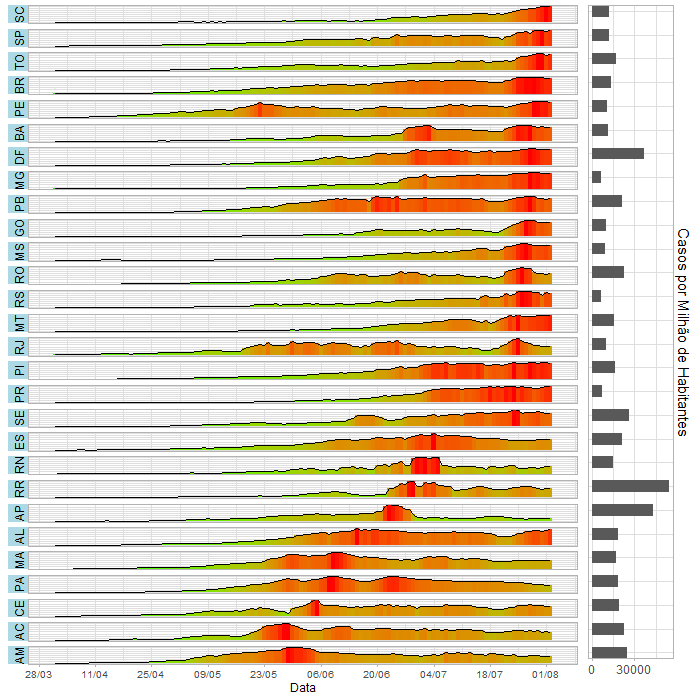 SC
SP
TO
BR
PE
BA
DF
MG
PB
GO
MS
RO
RS
MT
RJ
PI
PR
SE
ES
RN
RR
AP
AL
MA
PA
CE
AC
AM
28/03 11/04 25/04 09/05 23/05 06/06 20/06 04/07 18/07 01/08
Data
0 30000
Casos por Milhão de Habitantes